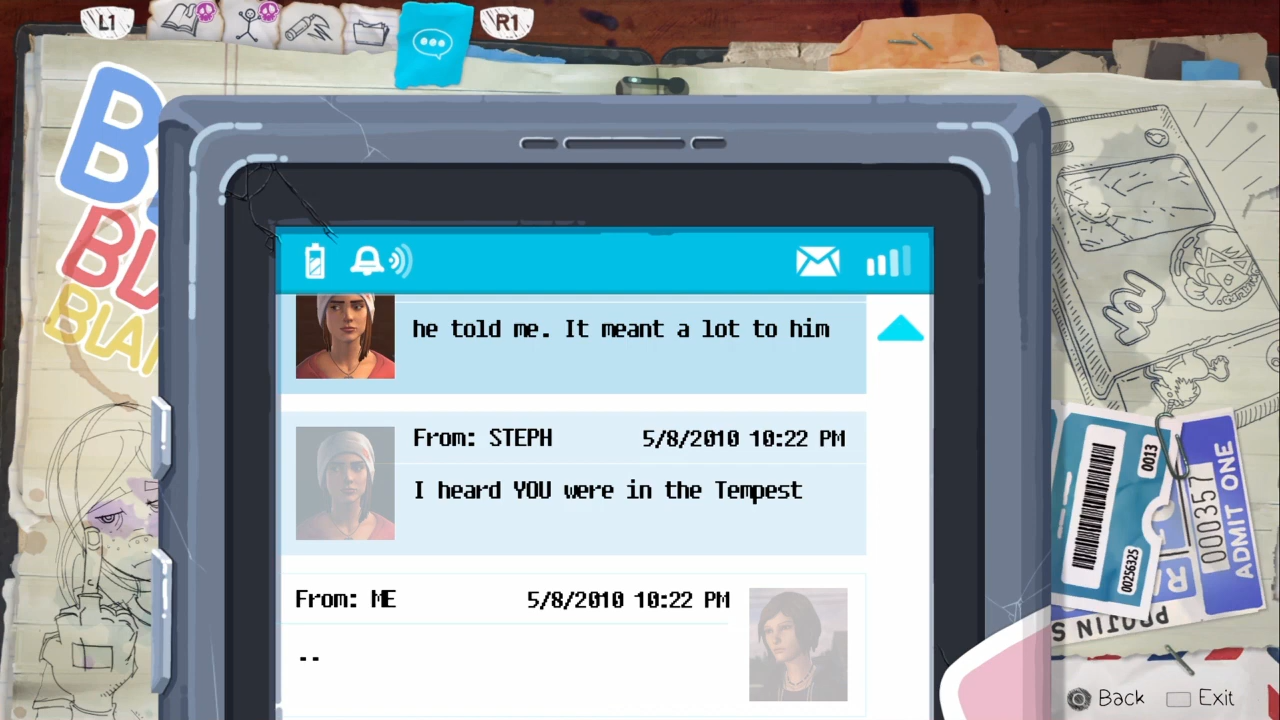 L1
R1
he told me. It meant a lot to him
From: STEPH 5/8/2010 10:22 PM
I heard YOU were in the Tempest
From: ME 5/8/2010 10:22 PM
..
You
0013
00256325
000357
ADMIT ONE
Back
Exit